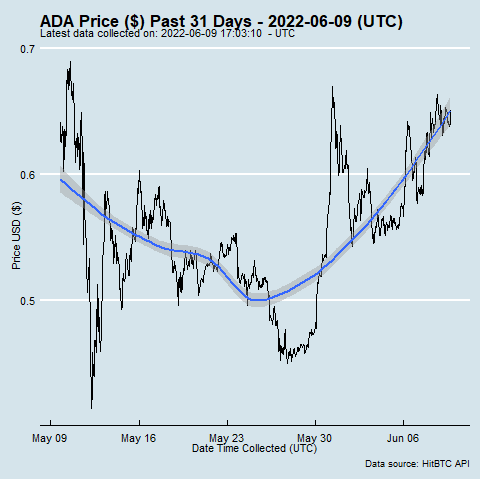 ADA Price ($) Past 31 Days - 2022-06-09 (UTC)
Latest data collected on: 2022-06-09 17:03:10  - UTC
0.7
0.6
0.5
Price USD ($)
May 09 May 16 May 23 May 30 Jun 06
Date Time Collected (UTC)
Data source: HitBTC API